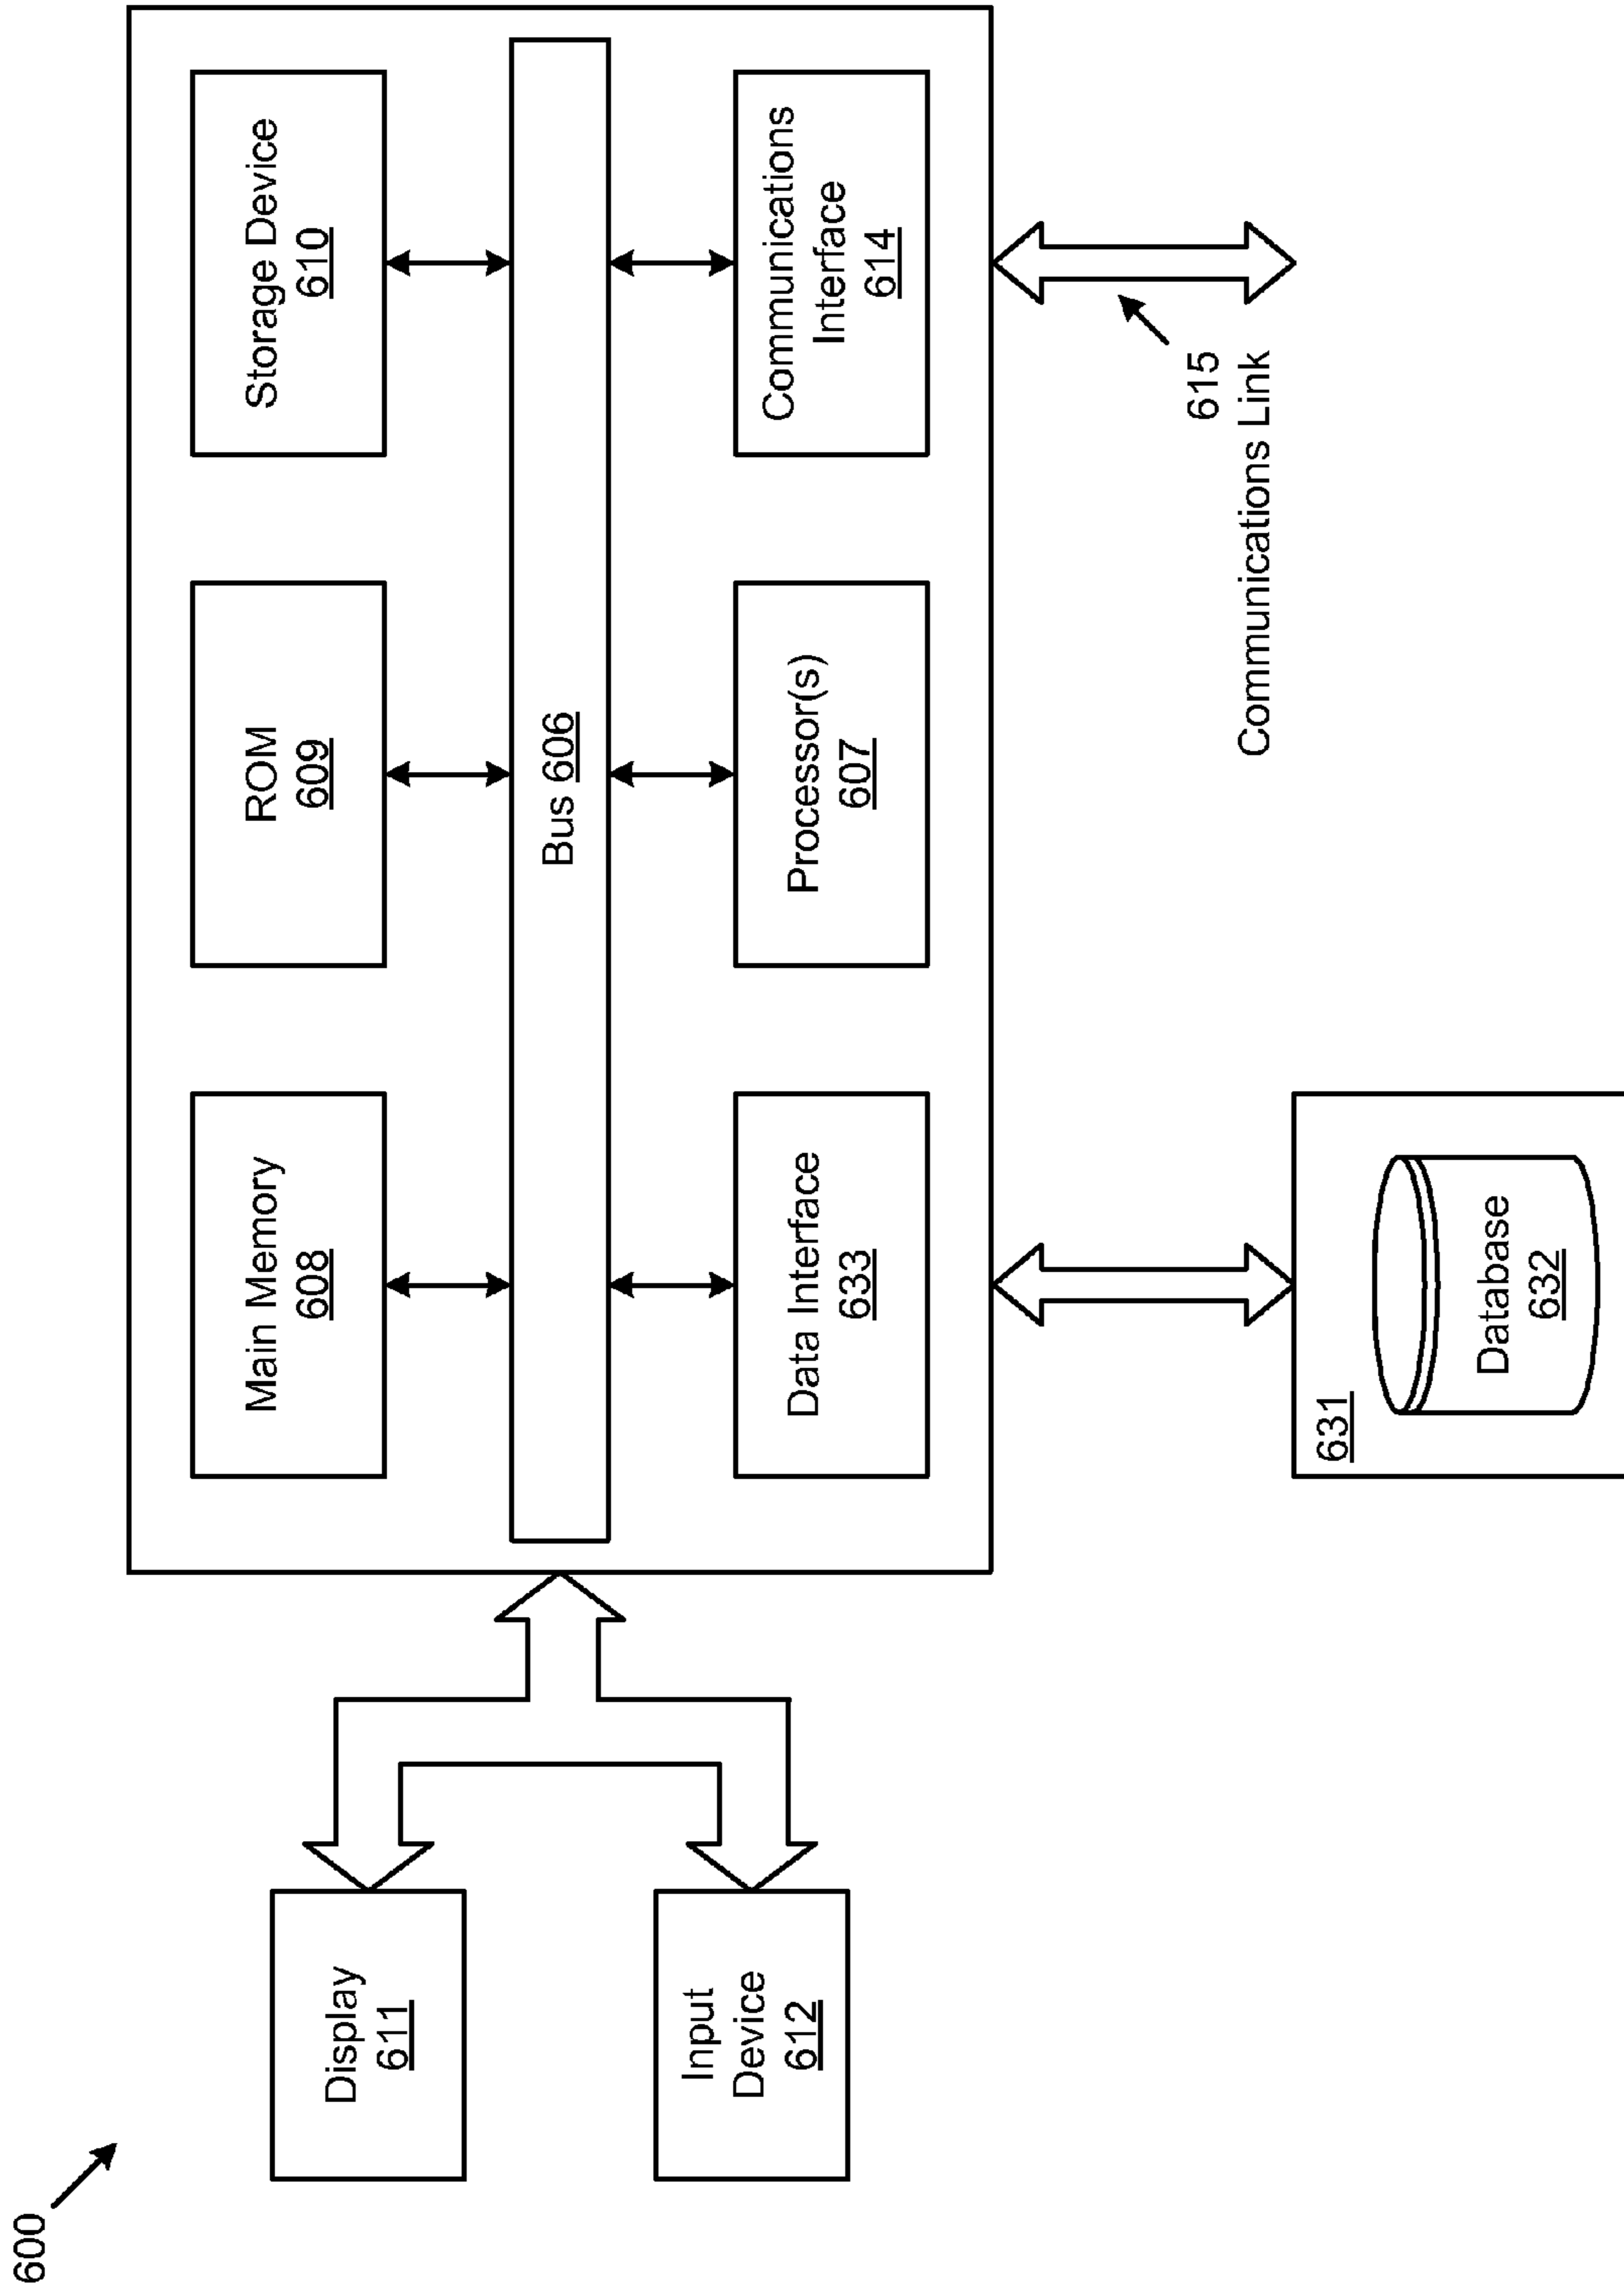 600
Display
611
Input
Device
612
Main Memory
608
ROM
609
Storage Device
610
Bus 606
Data Interface
633
Processor(s)
607
Communications
Interface
614
615
Communications Link
631
Database
632